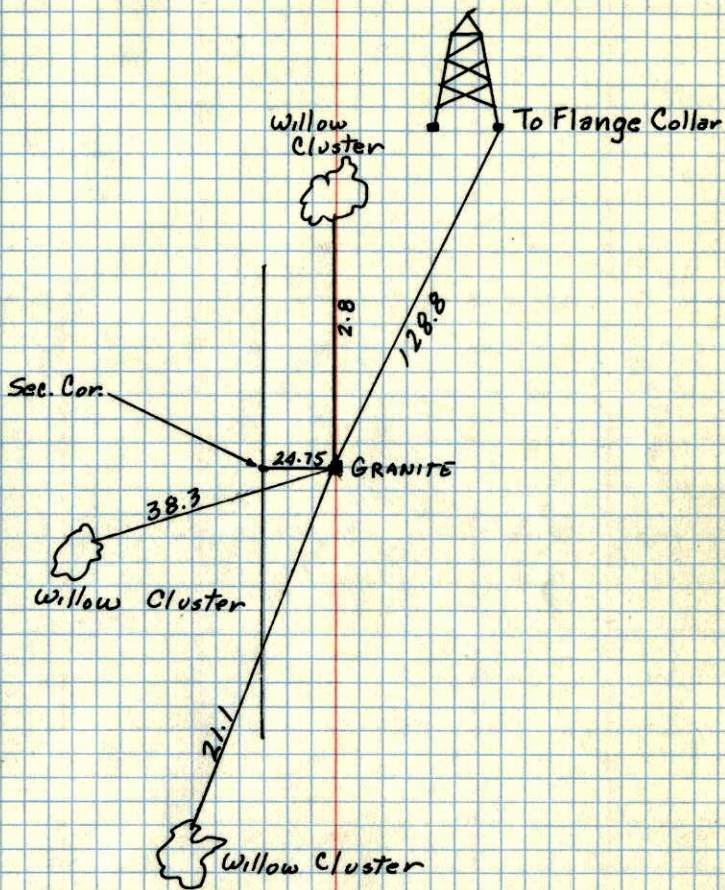 Willow
Cluster
To Flange Collar
2.8
128.8
Sec. Cor.
24.75
GRANITE
38.3
Willow Cluster
21.1
Willow Cluster